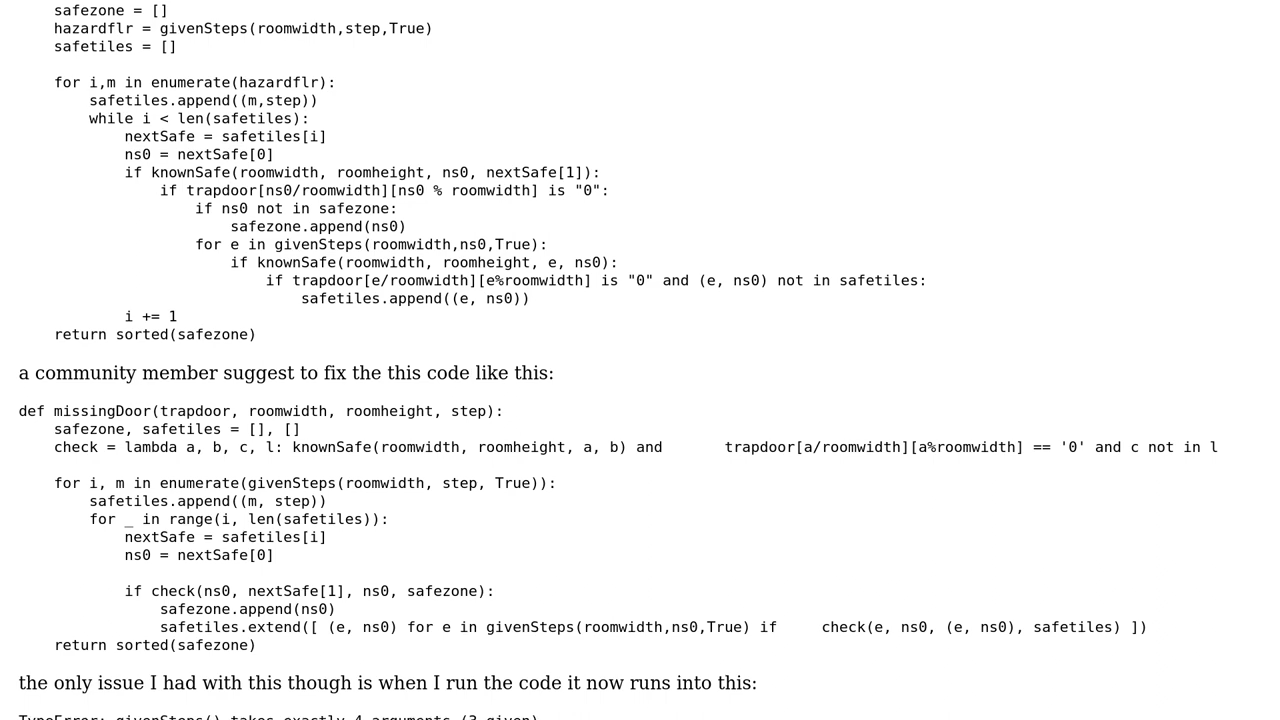 safezone = []
hazardflr = givenSteps(roomwidth,step,True)
safetiles = []
for i,m in enumerate(hazardflr):
safetiles.append((m,step))
while i < len(safetiles):
nextSafe = safetiles[i]
ns0 = nextSafe[0]
if knownSafe(roomwidth, roomheight, ns0, nextSafe[1]):
if trapdoor[ns0/roomwidth][ns0 % roomwidth] is "0":
if ns0 not in safezone:
safezone.append(ns0)
for e in givenSteps(roomwidth,ns0,True):
if knownSafe(roomwidth, roomheight, e, ns0):
if trapdoor[e/roomwidth][e%roomwidth] is "0" and (e, ns0) not in safetiles:
safetiles.append((e, ns0))
i += 1
return sorted(safezone)
a community member suggest to fix the this code like this:
def missingDoor(trapdoor, roomwidth, roomheight, step):
safezone, safetiles = [], []
check = lambda a, b, c, l: knownSafe(roomwidth, roomheight, a, b) and trapdoor[a/roomwidth][a%roomwidth] == '0' and c not in l
for i, m in enumerate(givenSteps(roomwidth, step, True)):
safetiles.append((m, step))
for _ in range(i, len(safetiles)):
nextSafe = safetiles[i]
ns0 = nextSafe[0]
if check(ns0, nextSafe[1], ns0, safezone):
safezone.append(ns0)
safetiles.extend([ (e, ns0) for e in givenSteps(roomwidth,ns0,True) if check(e, ns0, (e, ns0), safetiles) ])
return sorted(safezone)
the only issue I had with this though is when I run the code it now runs into this:
TypeError: givenSteps() takes exactly 4 arguments (3 given)